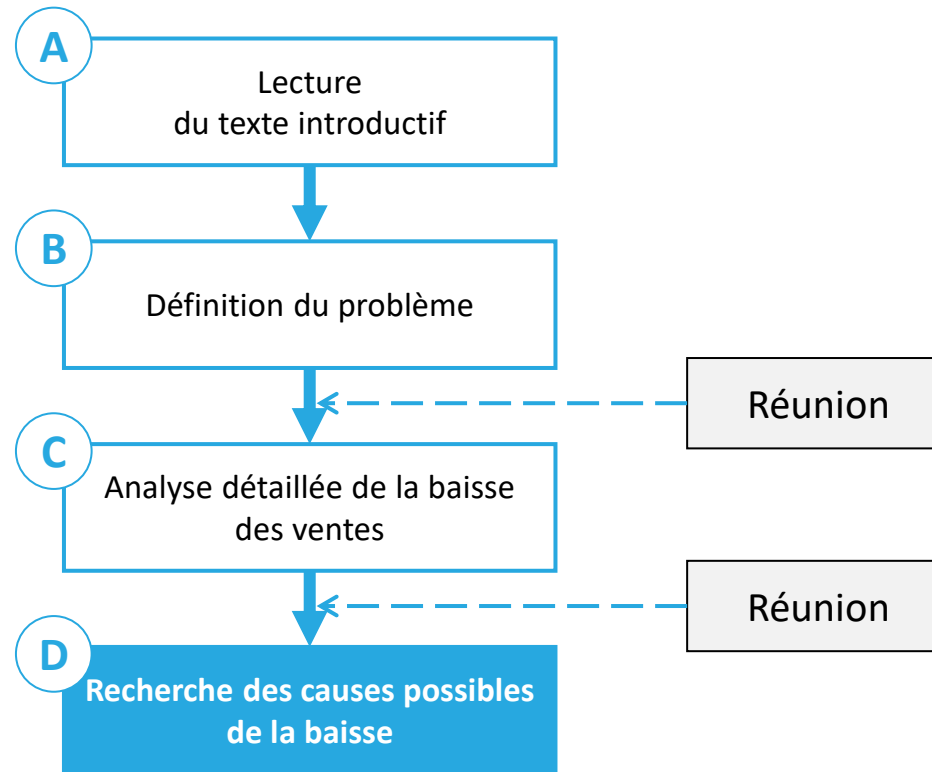 A
Lecture
du texte introductif
B
Définition du problème
Réunion
C
Analyse détaillée de la baisse
des ventes
Réunion
D
Recherche des causes possibles
de la baisse